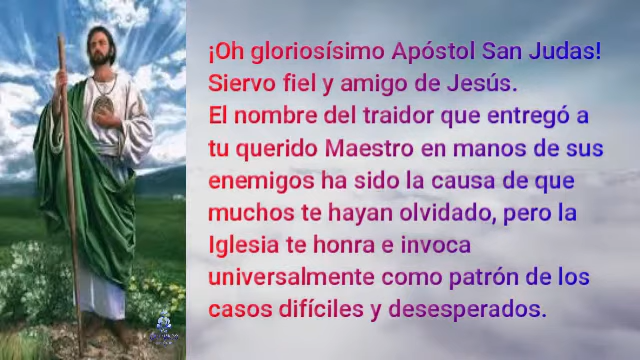 ¡Oh gloriosísimo Apóstol San Judas!
Siervo fiel y amigo de Jesús.
El nombre del traidor que entregó a
tu querido Maestro en manos de sus
enemigos ha sido la causa de que
muchos te hayan olvidado, pero la
Iglesia te honra e invoca
universalmente como patrón de los
casos difíciles y desesperados.